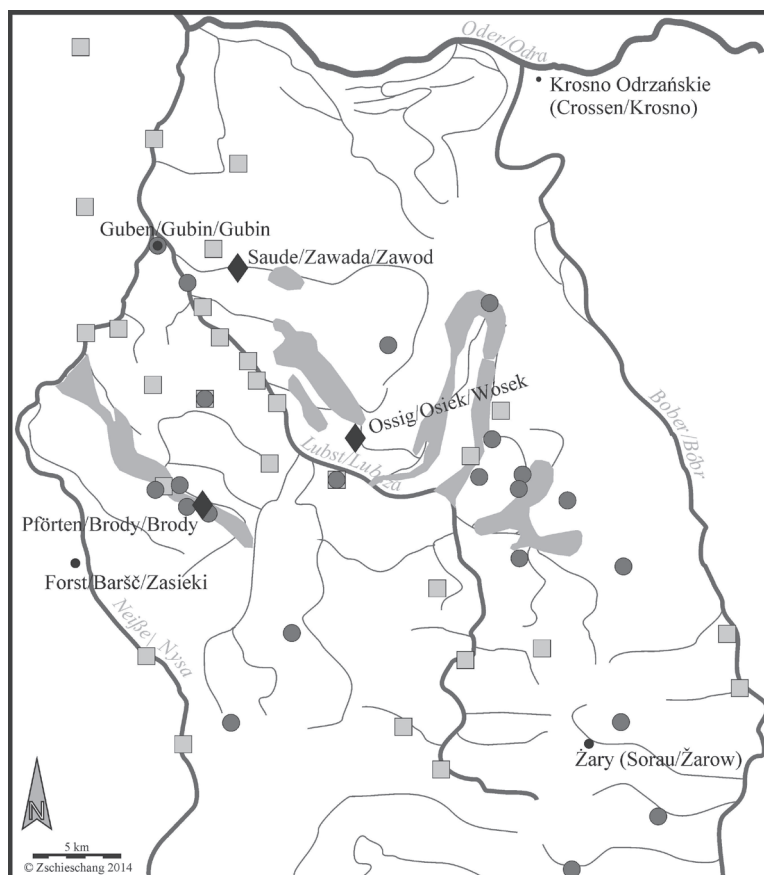 Oder/Odra
Krosno Odrzańskie
(Crossen/Krosno)
Guben/Gubin/Gubin
Saude/Zawada/Zawod
Ossig/Osiek/Wósek
Lubst/Lubsza
Bober/Bóbr
Pförten/Brody/Brody
Forst/Baršć/Zasieki
Neiße/Nysa
Żary (Sorau/Žarow)
N
5 km
© Zschieschang 2014